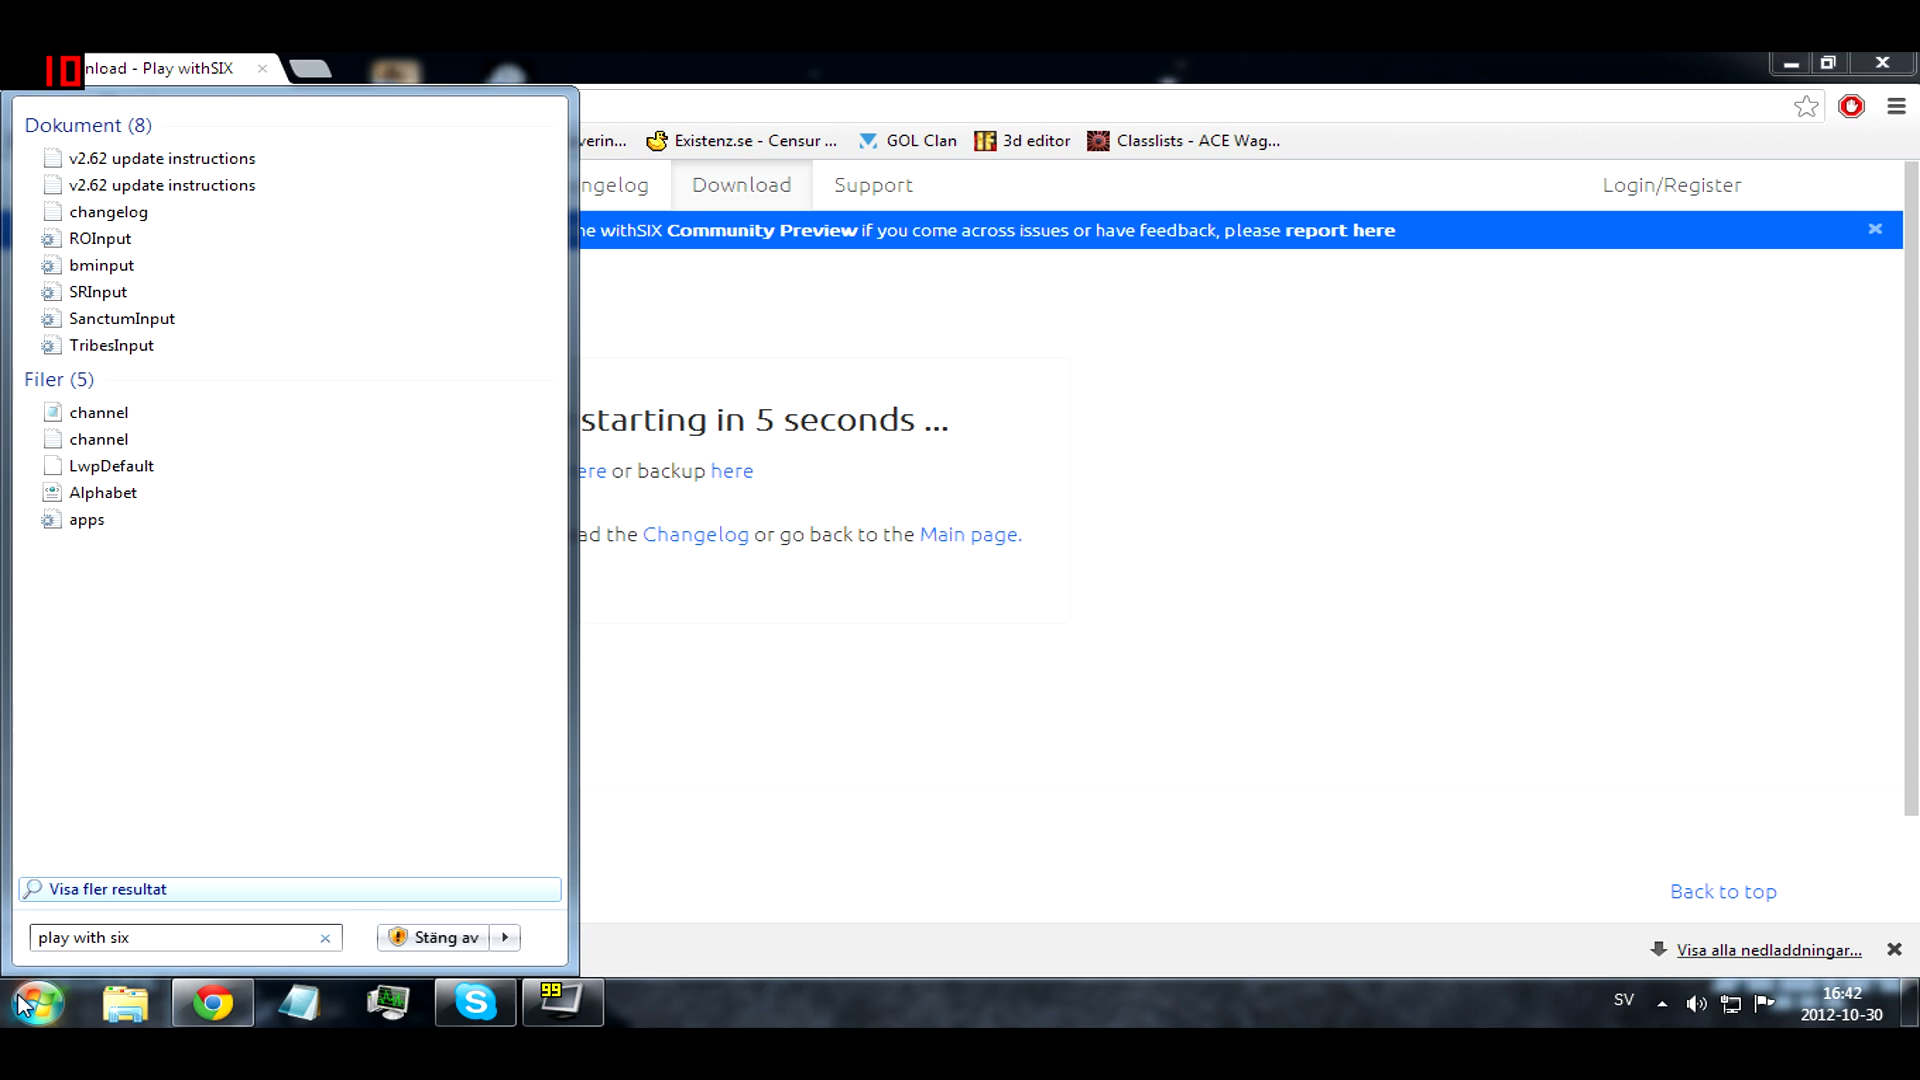 10
nload - Play withSIX
verin...
Existenz.se - Censur ...
GOL Clan
3d editor
Classlists - ACE Wag...
ngelog
Download
Support
Login/Register
ne withSIX Community Preview if you come across issues or have feedback, please report here
Dokument (8)
v2.62 update instructions
v2.62 update instructions
changelog
ROInput
bminput
SRInput
SanctumInput
TribesInput
Filer (5)
channel
channel
LwpDefault
Alphabet
apps
starting in 5 seconds ...
ere or backup here
ad the Changelog or go back to the Main page.
Visa fler resultat
Back to top
play with six
Stäng av
Visa alla nedladdningar...
99
SV
16:42
2012-10-30